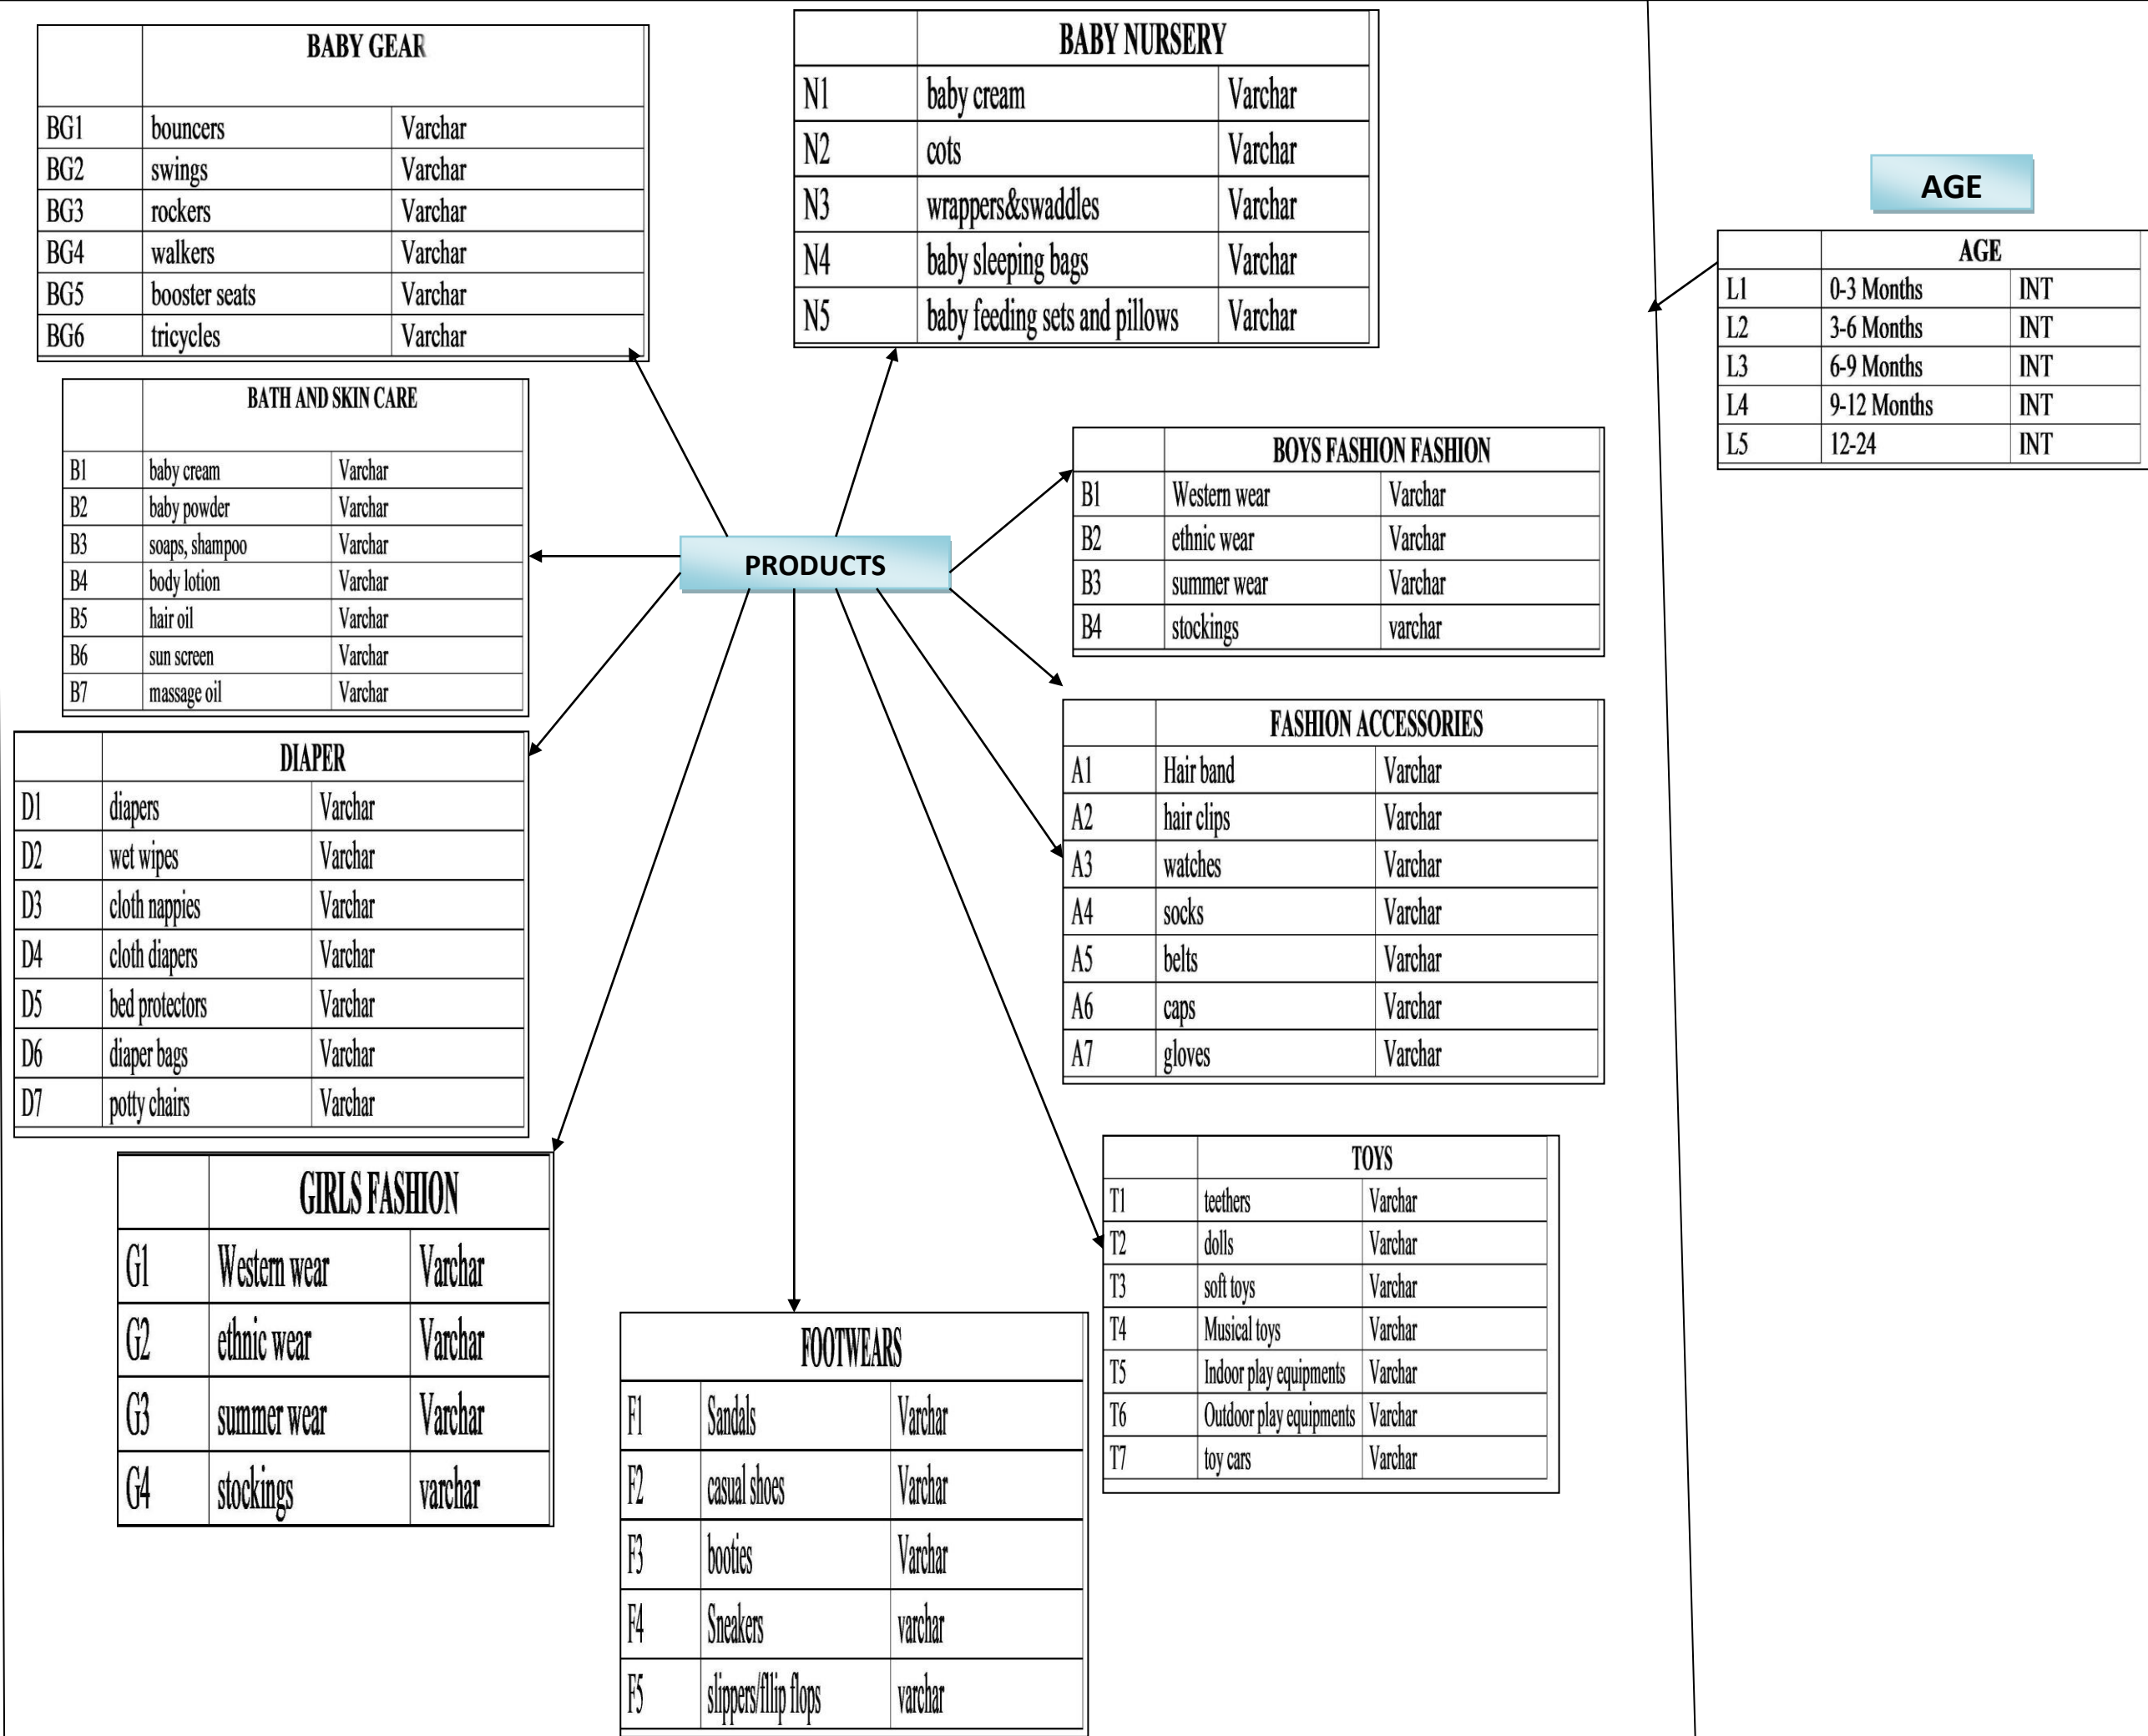 BABY GEAR
BG1 bouncers Varchar
BG2 swings Varchar
BG3 rockers Varchar
BG4 walkers Varchar
BG5 booster seats Varchar
BG6 tricycles Varchar
BABY NURSERY
N1 baby cream Varchar
N2 cots Varchar
N3 wrappers&swaddles Varchar
N4 baby sleeping bags Varchar
N5 baby feeding sets and pillows Varchar
AGE
AGE
L1 0-3 Months INT
L2 3-6 Months INT
L3 6-9 Months INT
L4 9-12 Months INT
L5 12-24 INT
BATH AND SKIN CARE
B1 baby cream Varchar
B2 baby powder Varchar
B3 soaps, shampoo Varchar
B4 body lotion Varchar
B5 hair oil Varchar
B6 sun screen Varchar
B7 massage oil Varchar
PRODUCTS
BOYS FASHION FASHION
B1 Western wear Varchar
B2 ethnic wear Varchar
B3 summer wear Varchar
B4 stockings varchar
DIAPER
D1 diapers Varchar
D2 wet wipes Varchar
D3 cloth nappies Varchar
D4 cloth diapers Varchar
D5 bed protectors Varchar
D6 diaper bags Varchar
D7 potty chairs Varchar
FASHION ACCESSORIES
A1 Hair band Varchar
A2 hair clips Varchar
A3 watches Varchar
A4 socks Varchar
A5 belts Varchar
A6 caps Varchar
A7 gloves Varchar
GIRLS FASHION
G1 Western wear Varchar
G2 ethnic wear Varchar
G3 summer wear Varchar
G4 stockings varchar
TOYS
T1 teethers Varchar
T2 dolls Varchar
T3 soft toys Varchar
T4 Musical toys Varchar
T5 Indoor play equipments Varchar
T6 Outdoor play equipments Varchar
T7 toy cars Varchar
FOOTWEARS
F1 Sandals Varchar
F2 casual shoes Varchar
F3 booties Varchar
F4 Sneakers varchar
F5 slippers/fllip flops varchar